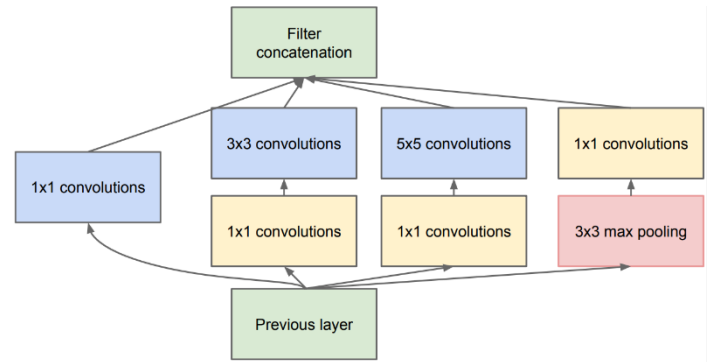 Filter
concatenation
3x3 convolutions
5x5 convolutions
1x1 convolutions
1x1 convolutions
1x1 convolutions
1x1 convolutions
3x3 max pooling
Previous layer